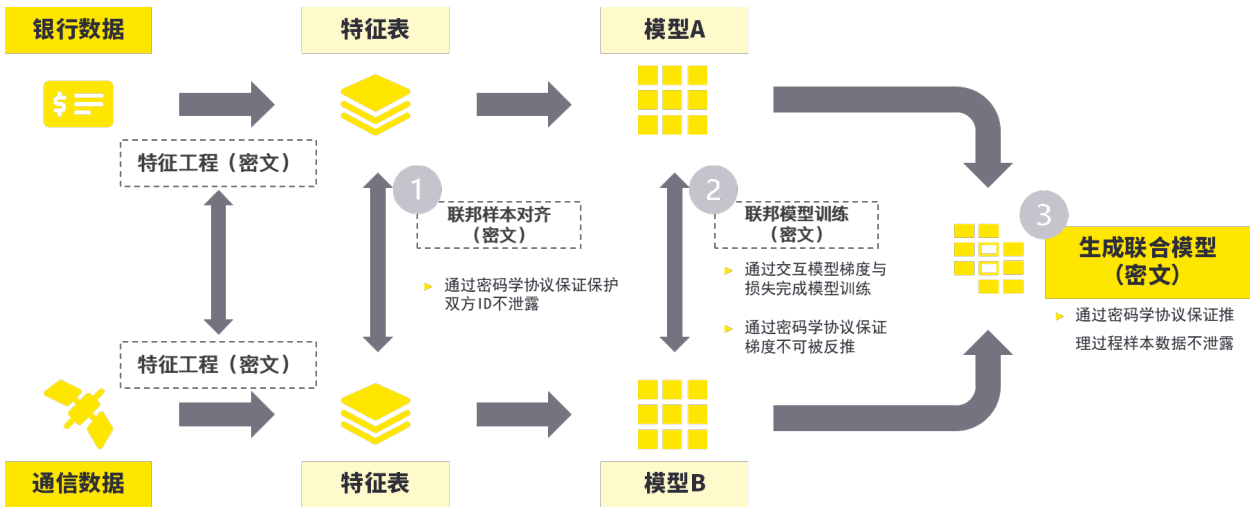 银行数据
特征表
模型A
特征工程（密文）
1
联邦样本对齐
（密文）
通过密码学协议保证保护
双方ID不泄露
2
联邦模型训练
（密文）
通过交互模型梯度与
损失完成模型训练
通过密码学协议保证
梯度不可被反推
3
生成联合模型
（密文）
通过密码学协议保证推
理过程样本数据不泄露
特征工程（密文）
通信数据
特征表
模型B